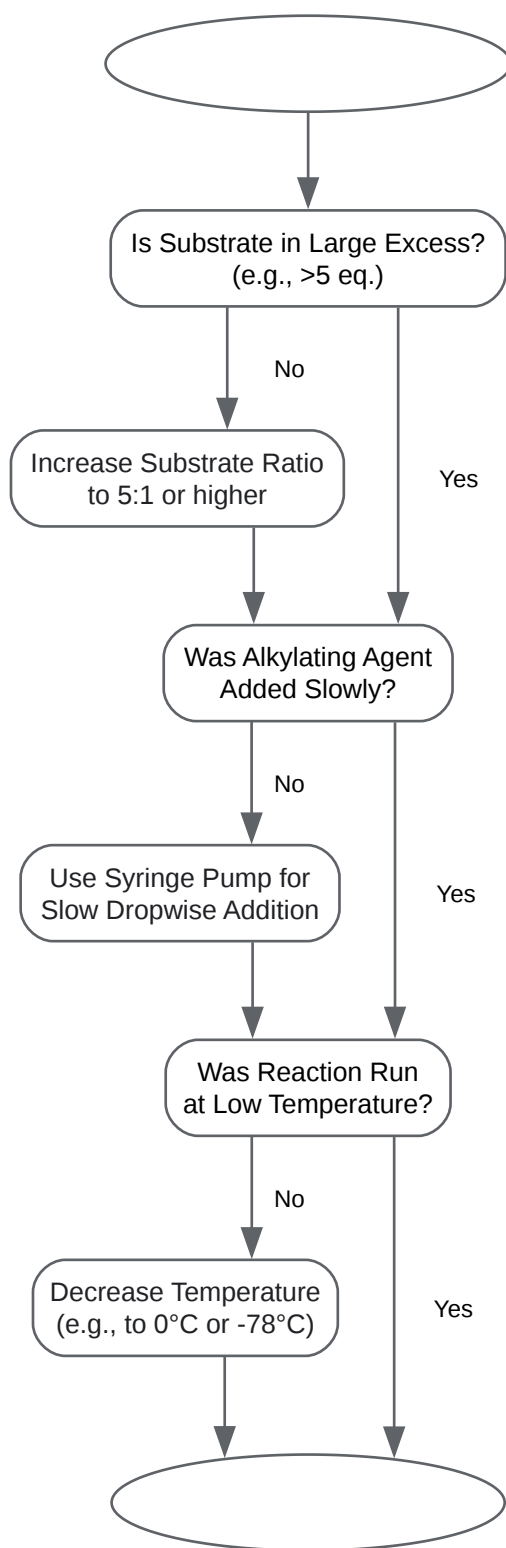 Is Substrate in Large Excess?
(e.g., >5 eq.)
No
Increase Substrate Ratio
to 5:1 or higher
Yes
Was Alkylating Agent
Added Slowly?
No
Use Syringe Pump for
Slow Dropwise Addition
Yes
Was Reaction Run
at Low Temperature?
No
Decrease Temperature
(e.g., to 0°C or -78°C)
Yes